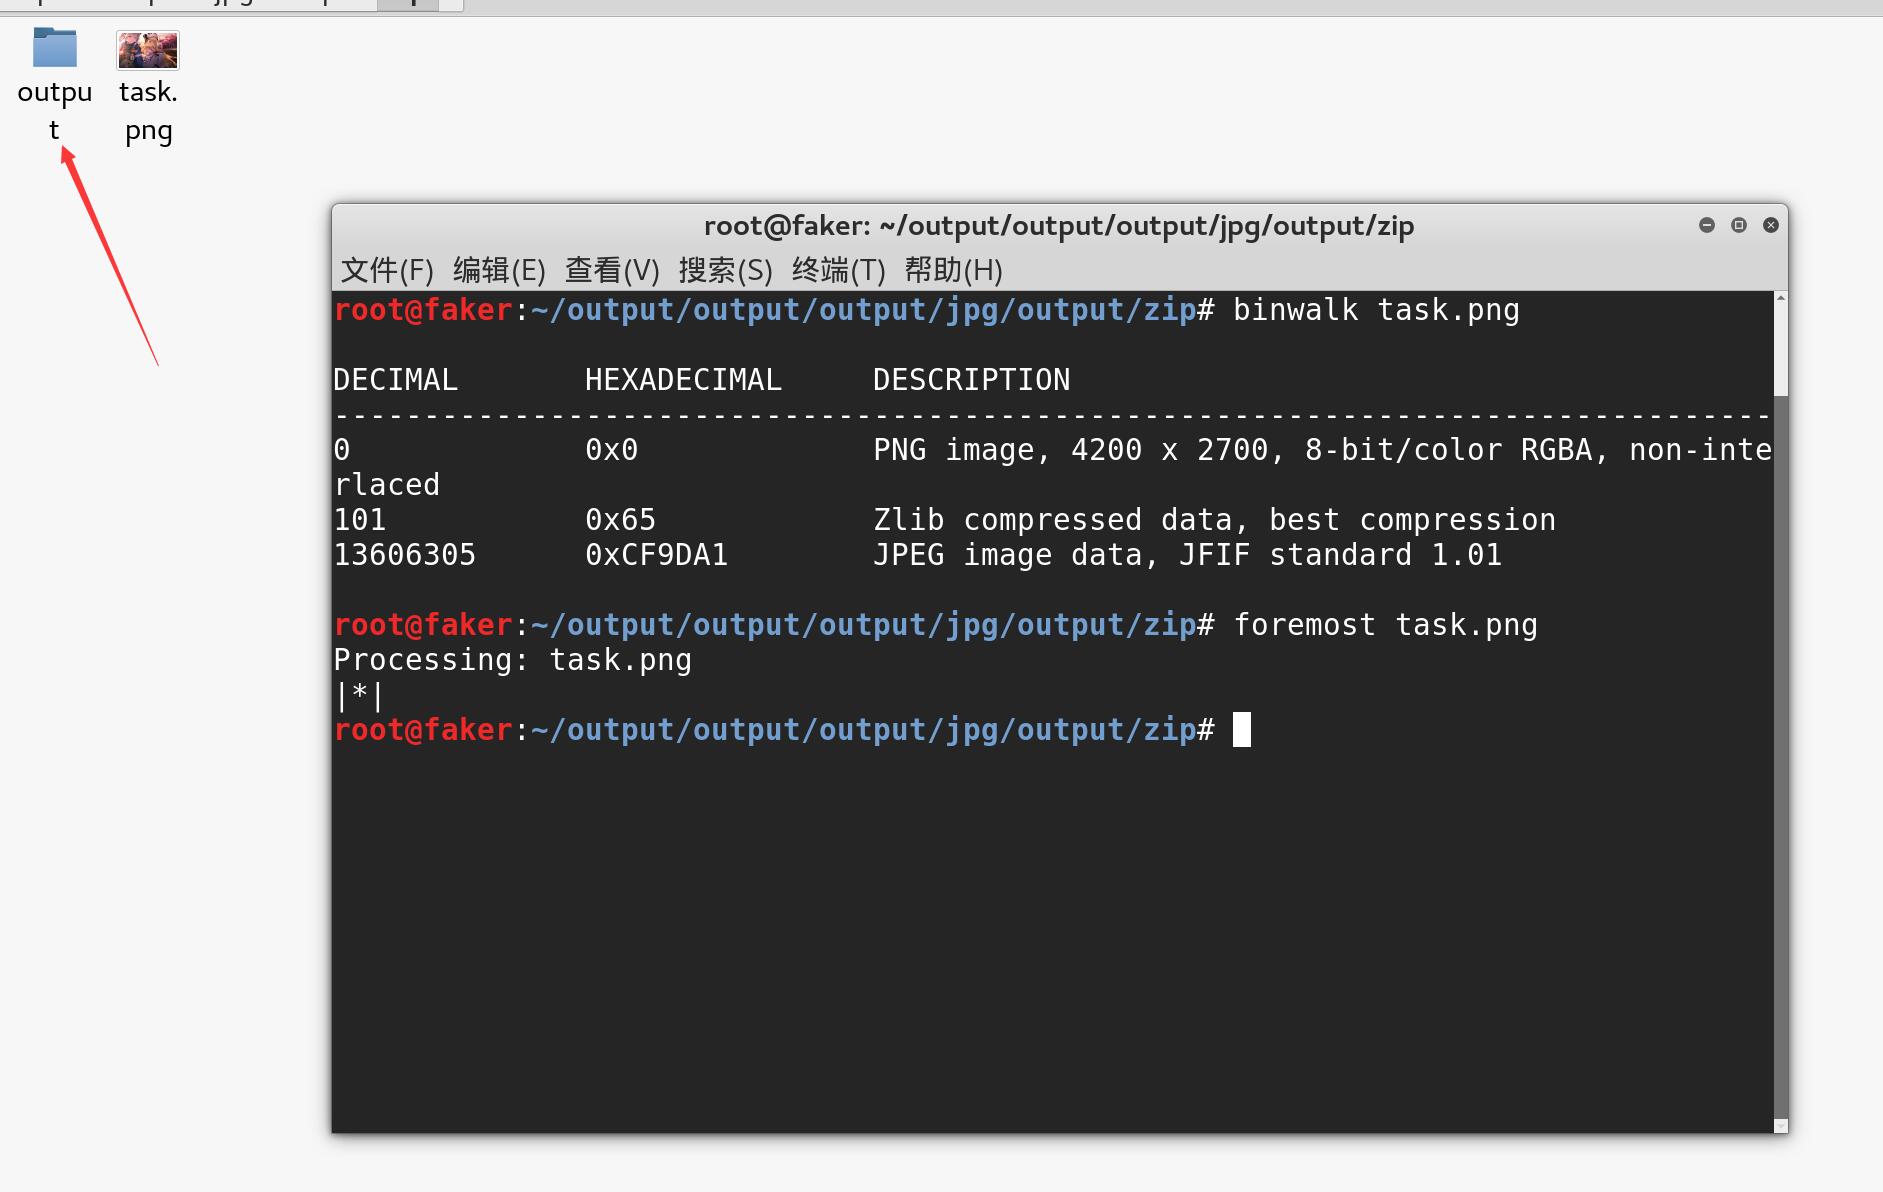 outpu
t
task.
png
root@faker: ~/output/output/output/jpg/output/zip
文件(F) 编辑(E) 查看(V) 搜索(S) 终端(T) 帮助(H)
root@faker:~/output/output/output/jpg/output/zip# binwalk task.png
DECIMAL       HEXADECIMAL     DESCRIPTION
--------------------------------------------------------------------------------
0             0x0             PNG image, 4200 x 2700, 8-bit/color RGBA, non-inte
rlaced
101           0x65            Zlib compressed data, best compression
13606305      0xCF9DA1        JPEG image data, JFIF standard 1.01
root@faker:~/output/output/output/jpg/output/zip# foremost task.png
Processing: task.png
|*|
root@faker:~/output/output/output/jpg/output/zip#